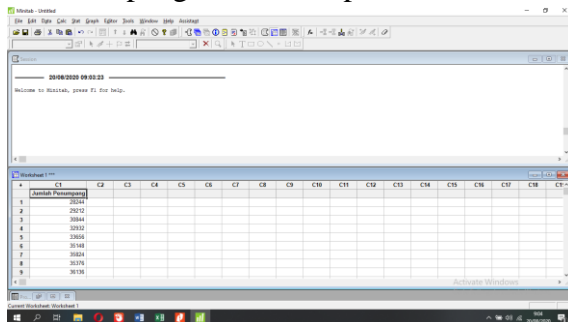 Minitab - Untitled
File Edit Data Calc Stat Graph Editor Tools Window Help Assistant
20/08/2020 09:03:23
Welcome to Minitab, press F1 for help.
Worksheet 1 ***
C1 C2 C3 C4 C5 C6 C7 C8 C9 C10 C11 C12 C13 C14 C15 C16 C17 C18
Jumlah Penumpang
1 28244
2 29212
3 30844
4 32932
5 33656
6 35148
7 35824
8 35376
9 36136
Activate Windows
Current Worksheet: Worksheet 1